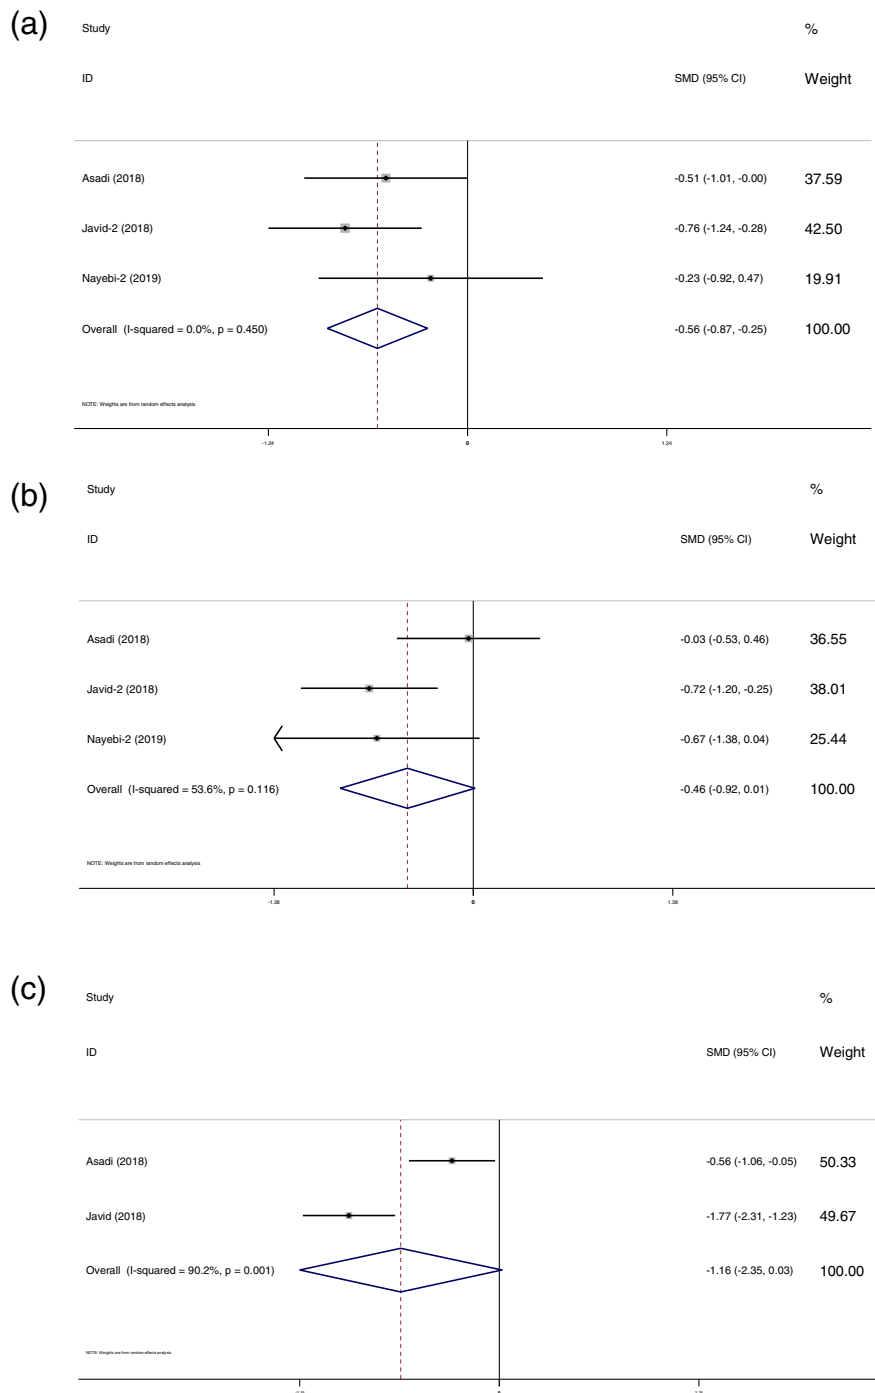 (a)
Study %
ID SMD (95% CI) Weight
Asadi (2018) -0.51 (-1.01, -0.00) 37.59
Javid-2 (2018) -0.76 (-1.24, -0.28) 42.50
Nayebi-2 (2019) -0.23 (-0.92, 0.47) 19.91
Overall (I-squared = 0.0%, p = 0.450) -0.56 (-0.87, -0.25) 100.00
NOTE: Weights are from random effects analysis
-1.24 0 1.24
(b)
Study %
ID SMD (95% CI) Weight
Asadi (2018) -0.03 (-0.53, 0.46) 36.55
Javid-2 (2018) -0.72 (-1.20, -0.25) 38.01
Nayebi-2 (2019) -0.67 (-1.38, 0.04) 25.44
Overall (I-squared = 53.6%, p = 0.116) -0.46 (-0.92, 0.01) 100.00
NOTE: Weights are from random effects analysis
-1.38 0 1.38
(c)
Study %
ID SMD (95% CI) Weight
Asadi (2018) -0.56 (-1.06, -0.05) 50.33
Javid (2018) -1.77 (-2.31, -1.23) 49.67
Overall (I-squared = 90.2%, p = 0.001) -1.16 (-2.35, 0.03) 100.00
NOTE: Weights are from random effects analysis